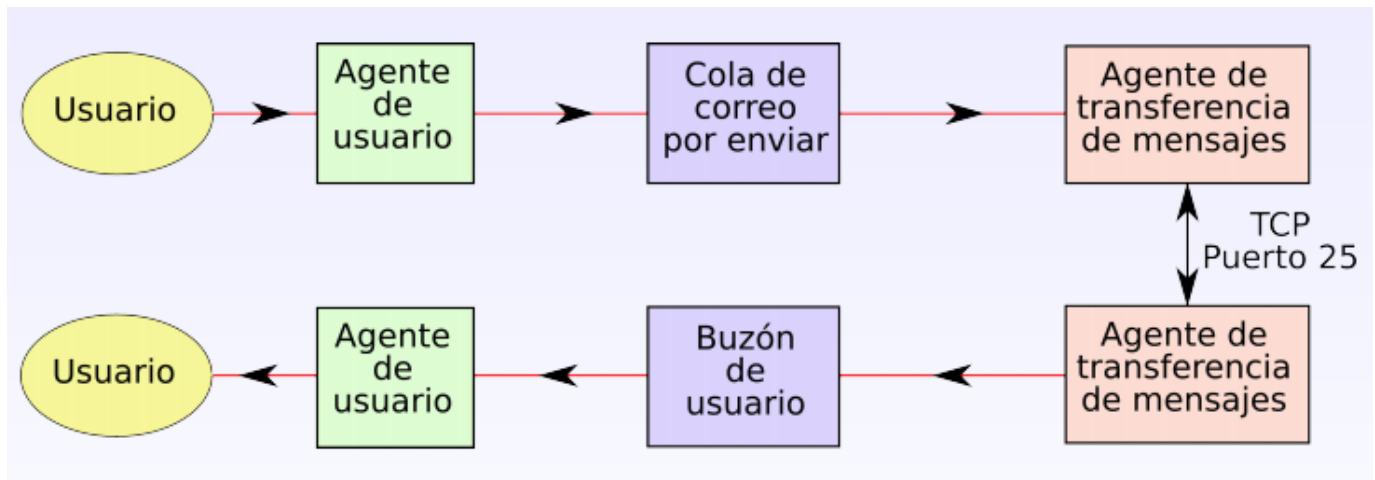 Usuario
Agente
de
usuario
Cola de
correo
por enviar
Agente de
transferencia
de mensajes
TCP
Puerto 25
Usuario
Agente
de
usuario
Buzón
de
usuario
Agente de
transferencia
de mensajes